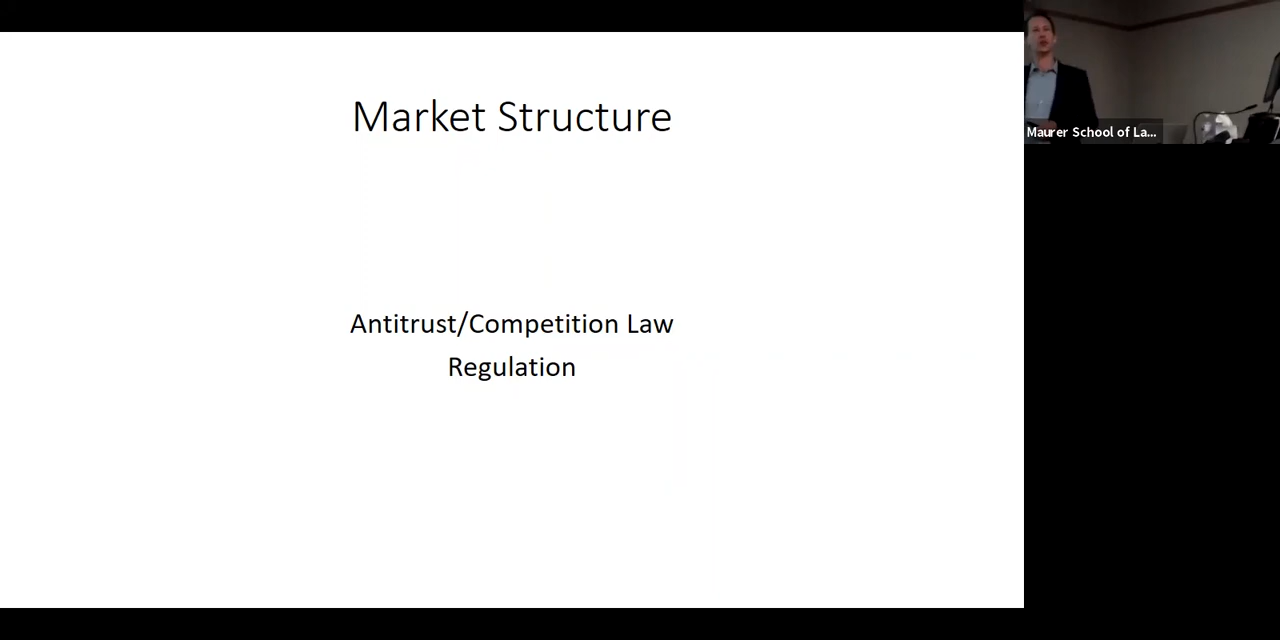 Market Structure
Antitrust/Competition Law
Regulation
Maurer School of La...